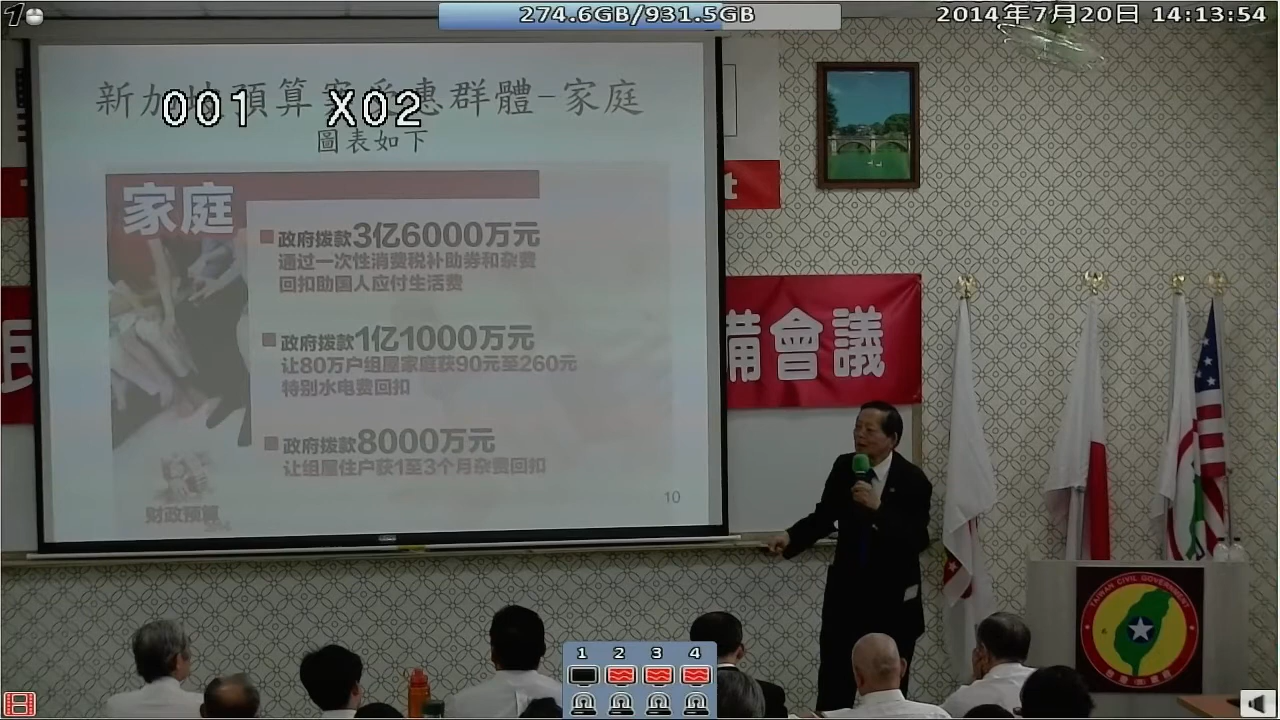 274.6GB/931.5GB
2014年7月20日 14:13:54
001 X02
新加坡預算案受惠群體-家庭
圖表如下
家庭
政府拨款3亿6000万元
通过一次性消费税补助券和杂费
回扣助国人应付生活费
政府拨款1亿1000万元
让80万户组屋家庭获90元至260元
特别水电费回扣
政府拨款8000万元
让组屋住户获1至3个月杂费回扣
财政预算
10
t
備會議
民
TAIWAN CIVIL GOVERNMENT
1 2 3 4